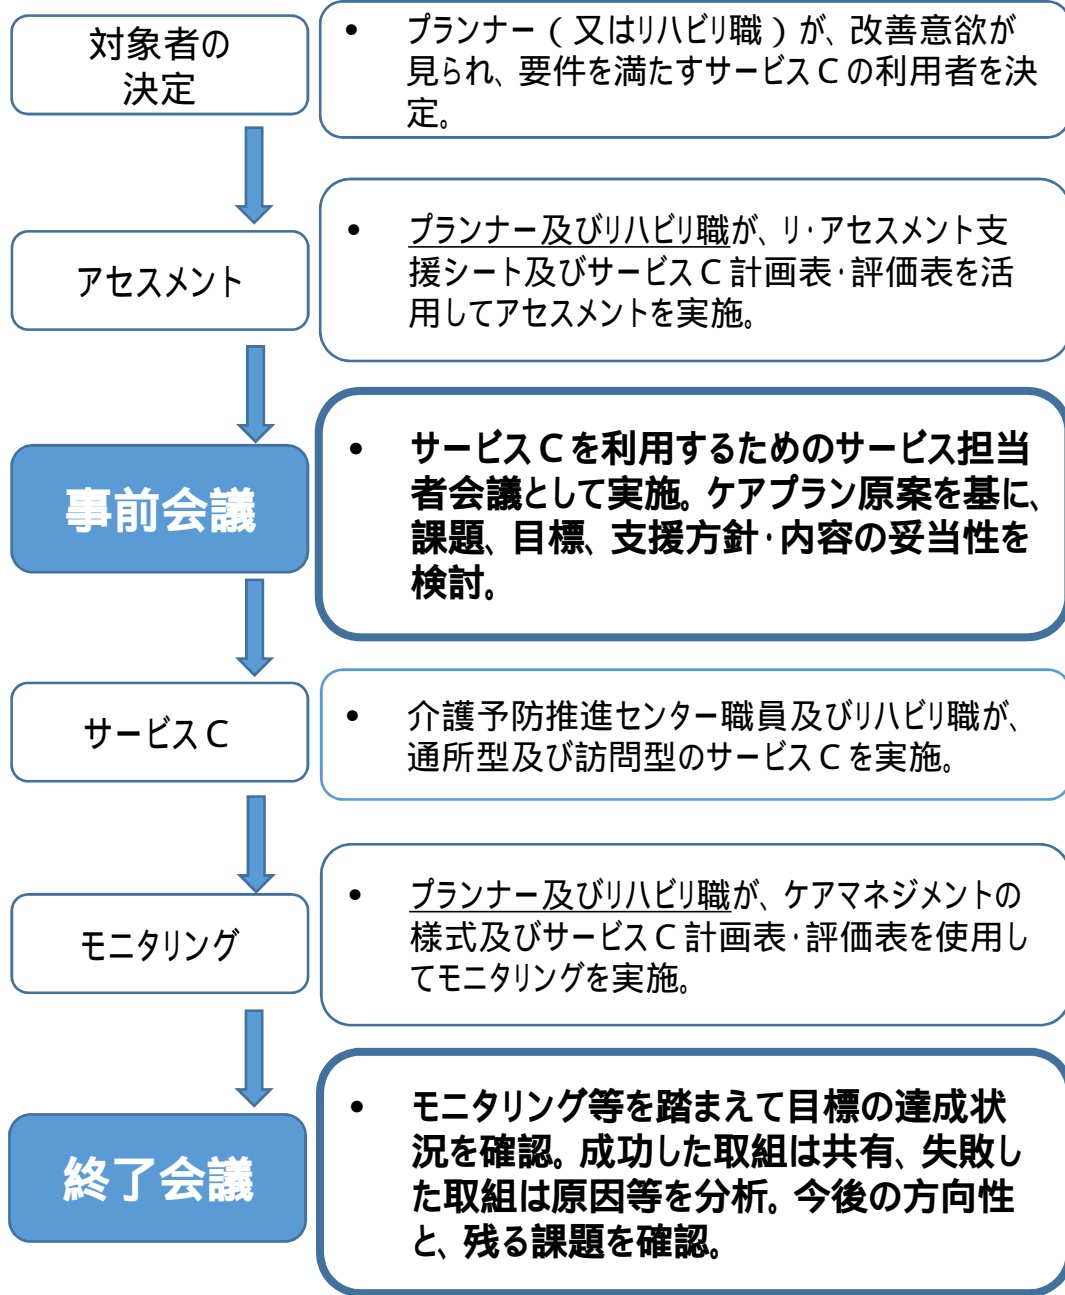 対象者の
決定
• プランナー（又はリハビリ職）が、改善意欲が
見られ、要件を満たすサービスＣの利用者を決
定。
アセスメント
• プランナー及びリハビリ職が、リ・アセスメント支
援シート及びサービスＣ計画表・評価表を活
用してアセスメントを実施。
事前会議
• サービスＣを利用するためのサービス担当
者会議として実施。ケアプラン原案を基に、
課題、目標、支援方針・内容の妥当性を
検討。
サービスＣ
• 介護予防推進センター職員及びリハビリ職が、
通所型及び訪問型のサービスＣを実施。
モニタリング
• プランナー及びリハビリ職が、ケアマネジメントの
様式及びサービスＣ計画表・評価表を使用し
てモニタリングを実施。
終了会議
• モニタリング等を踏まえて目標の達成状
況を確認。成功した取組は共有、失敗し
た取組は原因等を分析。今後の方向性
と、残る課題を確認。